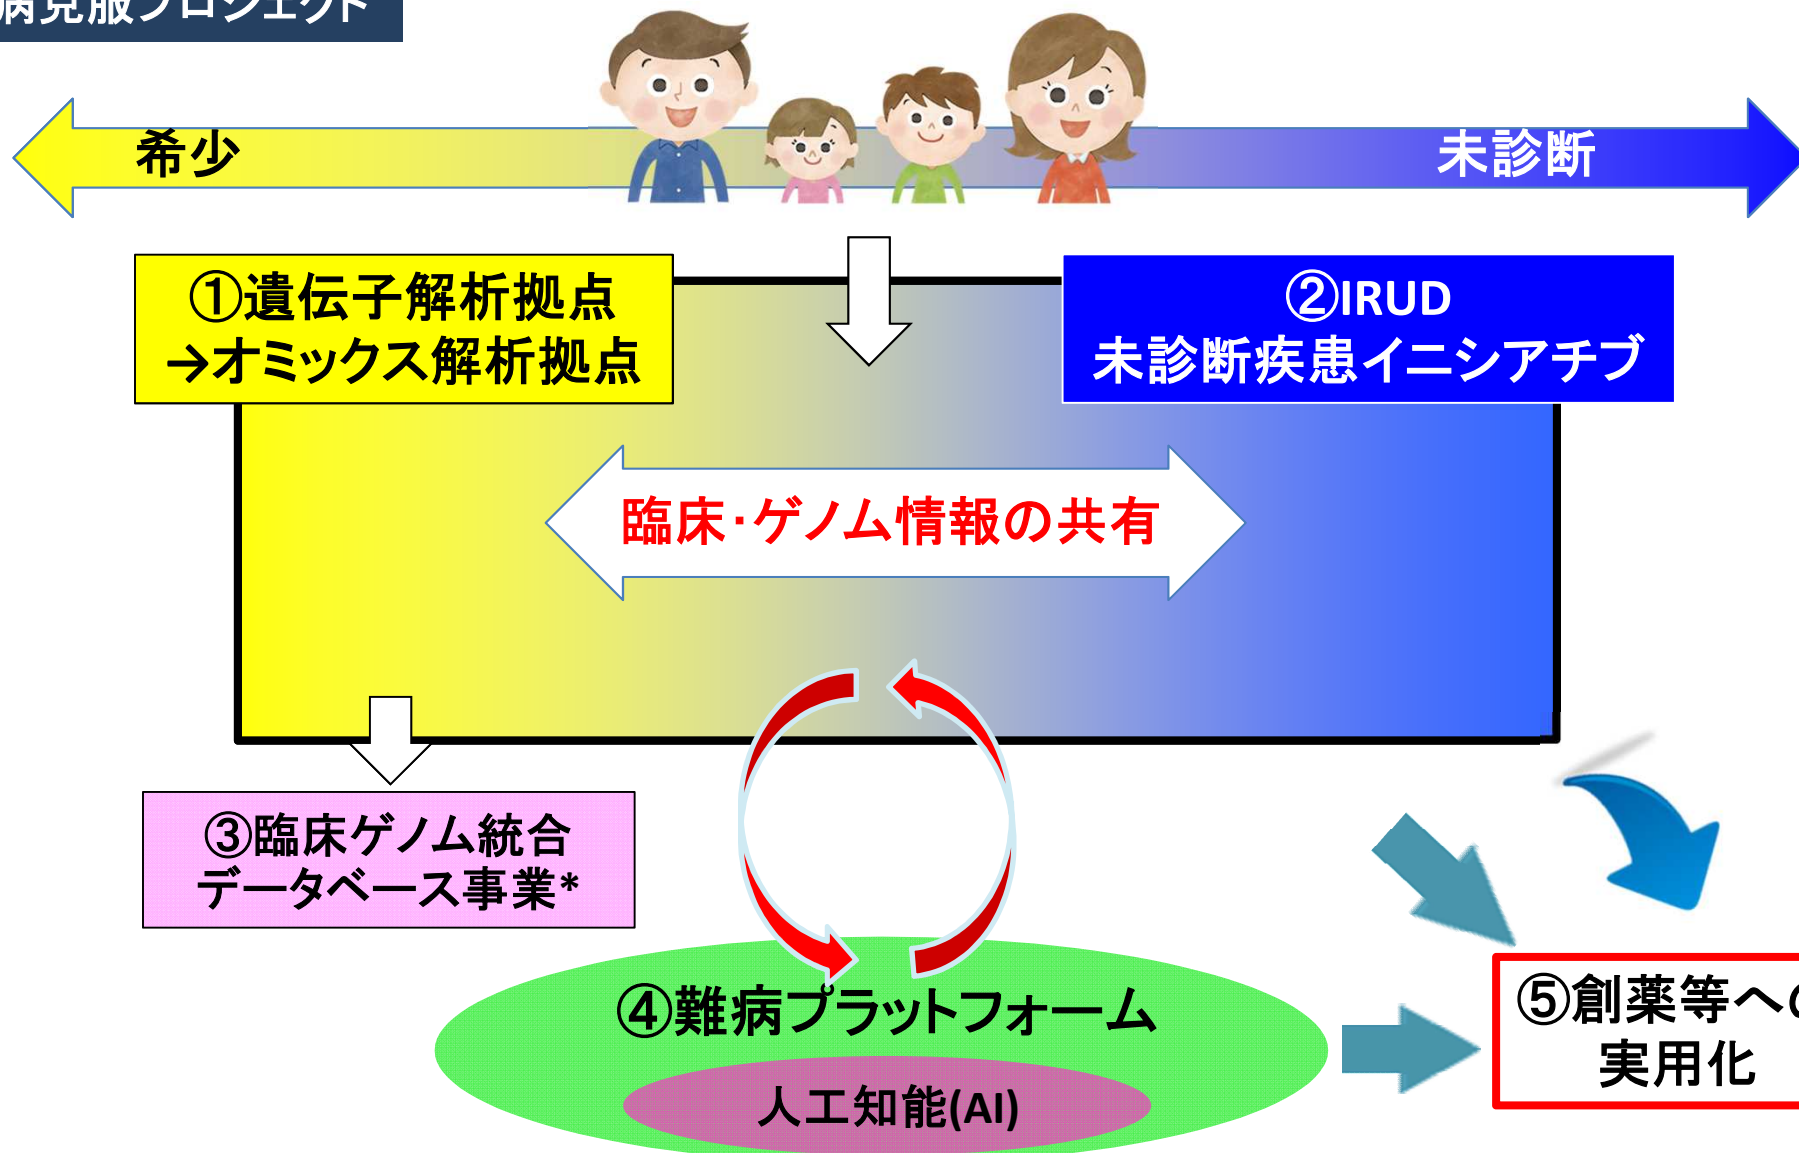 病克服プロジェクト
希少
未診断
①遺伝子解析拠点
→オミックス解析拠点
②IRUD
未診断疾患イニシアチブ
臨床・ゲノム情報の共有
③臨床ゲノム統合
データベース事業*
④難病プラットフォーム
人工知能(AI)
⑤創薬等への
実用化